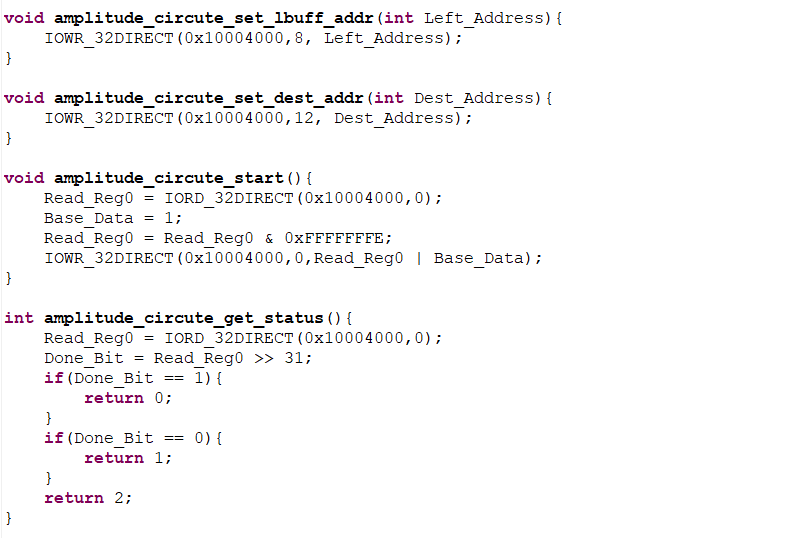 void amplitude_circute_set_lbuff_addr(int Left_Address){
    IOWR_32DIRECT(0x10004000,8, Left_Address);
}

void amplitude_circute_set_dest_addr(int Dest_Address){
    IOWR_32DIRECT(0x10004000,12, Dest_Address);
}

void amplitude_circute_start(){
    Read_Reg0 = IORD_32DIRECT(0x10004000,0);
    Base_Data = 1;
    Read_Reg0 = Read_Reg0 & 0xFFFFFFFE;
    IOWR_32DIRECT(0x10004000,0,Read_Reg0 | Base_Data);
}

int amplitude_circute_get_status(){
    Read_Reg0 = IORD_32DIRECT(0x10004000,0);
    Done_Bit = Read_Reg0 >> 31;
    if(Done_Bit == 1){
        return 0;
    }
    if(Done_Bit == 0){
        return 1;
    }
    return 2;
}